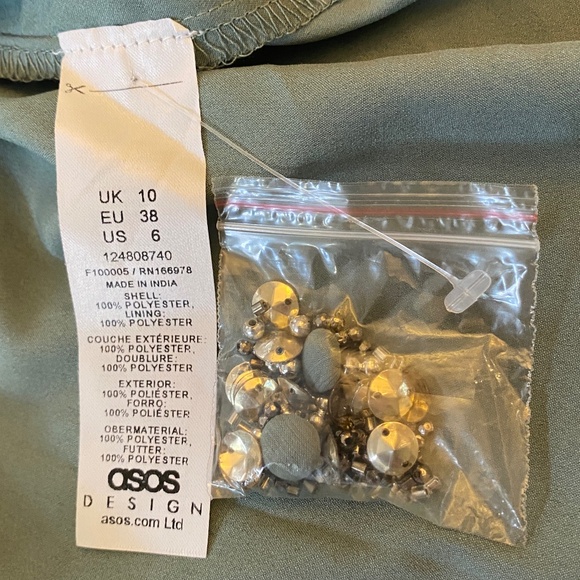 UK 10
EU 38
US 6
124808740
F100005 / RN166978
MADE IN INDIA
SHELL:
100% POLYESTER,
LINING:
100% POLYESTER
COUCHE EXTÉRIEURE:
100% POLYESTER,
DOUBLURE:
100% POLYESTER
EXTERIOR:
100% POLIÉSTER,
FORRO:
100% POLIÉSTER
OBERMATERIAL:
100% POLYESTER,
FUTTER:
100% POLYESTER
asos
DESIGN
asos.com Ltd